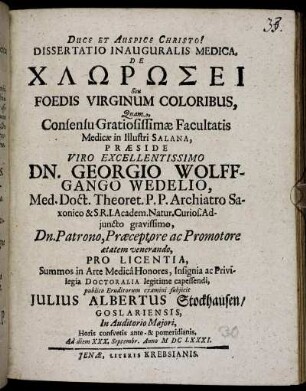 33.
DUCE ET AUSPICE CHRISTO!
DISSERTATIO INAUGURALIS MEDICA,
DE
ΧΛΩΡΩΣΕΙ
Seu
FOEDIS VIRGINUM COLORIBUS,
Quam,
Consensu Gratiosissimæ Facultatis
Medicæ in Illustri SALANA,
PRÆSIDE
VIRO EXCELLENTISSIMO
DN. GEORGIO WOLFF-
GANGO WEDELIO,
Med. Doct. Theoret. P. P. Archiatro Sa-
xonico & S.R.I. Academ. Natur. Curios. Ad-
juncto gravissimo,
Dn. Patrono, Præceptore ac Promotore
ætatem venerando,
PRO LICENTIA,
Summos in Arte Medicâ Honores, Insignia ac Privi-
legia DOCTORALIA legitime capessendi,
publico Eruditorum examini subjicit
JULIUS ALBERTUS Stockhausen/
GOSLARIENSIS,
In Auditorio Majori,
Horis consuetis ante- & pomeridianis,
Ad diem XXX. Septembr. Anno M DC LXXXI.
JENÆ, LITERIS KREBSIANIS.